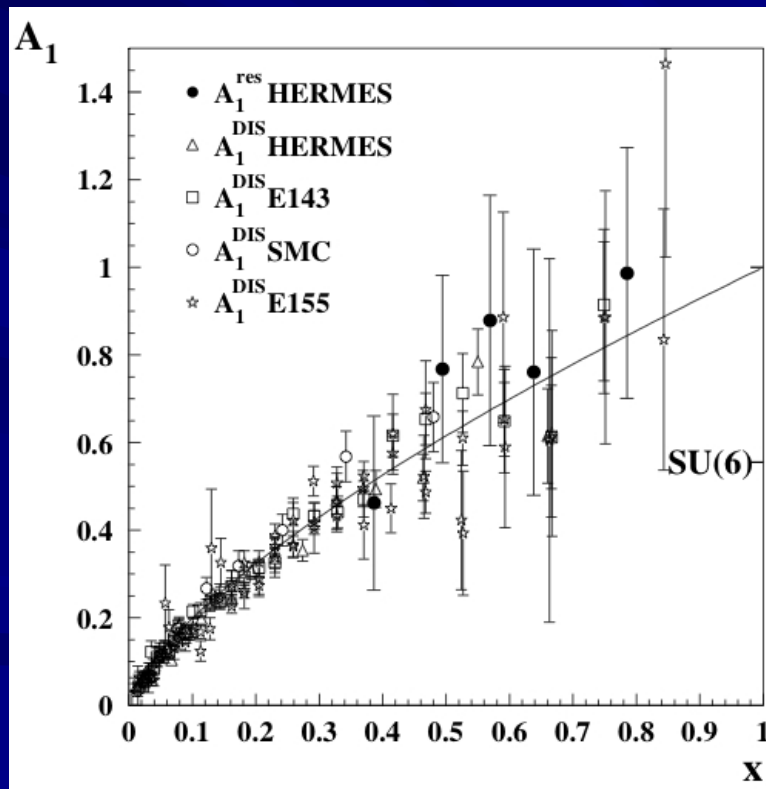 A1
1.4
1.2
1
0.8
0.6
0.4
0.2
0
A1res HERMES
A1DIS HERMES
A1DIS E143
A1DIS SMC
A1DIS E155
SU(6)
0 0.1 0.2 0.3 0.4 0.5 0.6 0.7 0.8 0.9 1
x